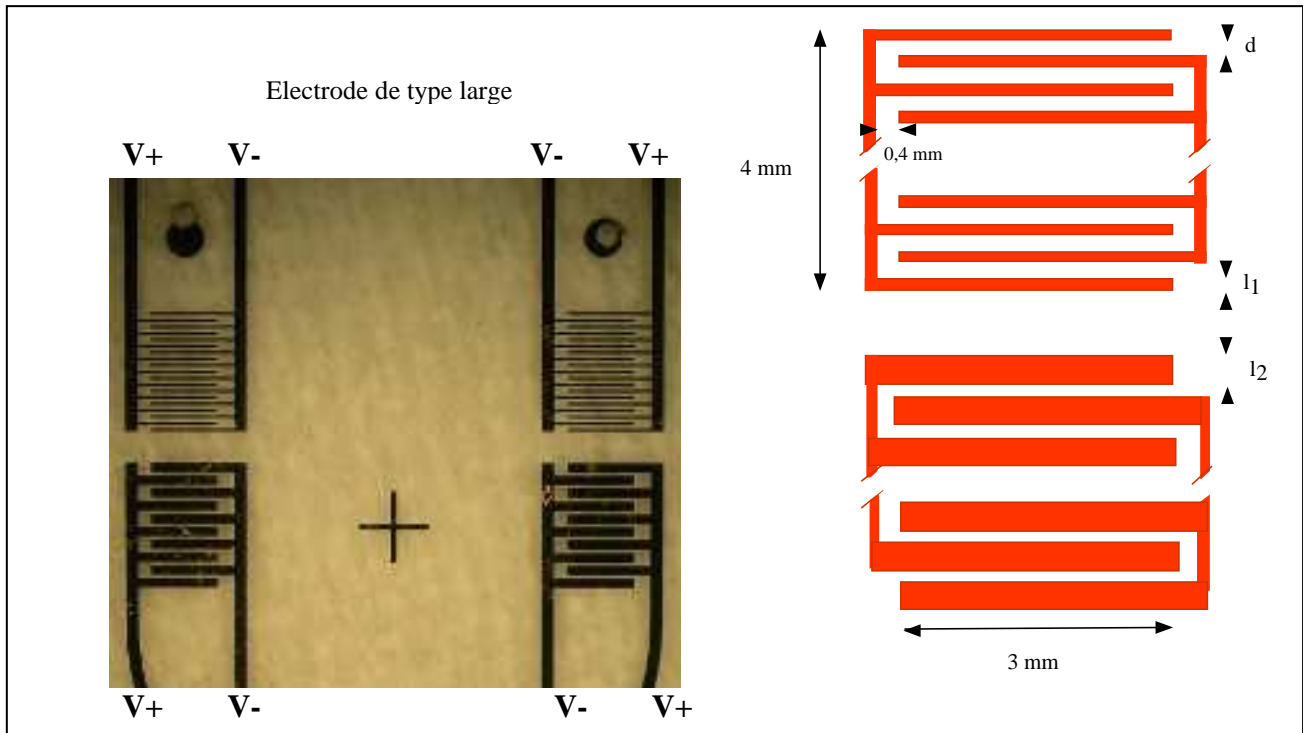 Electrode de type large
V+ V- V- V+
V+ V- V- V+
d
4 mm
0,4 mm
l1
l2
3 mm